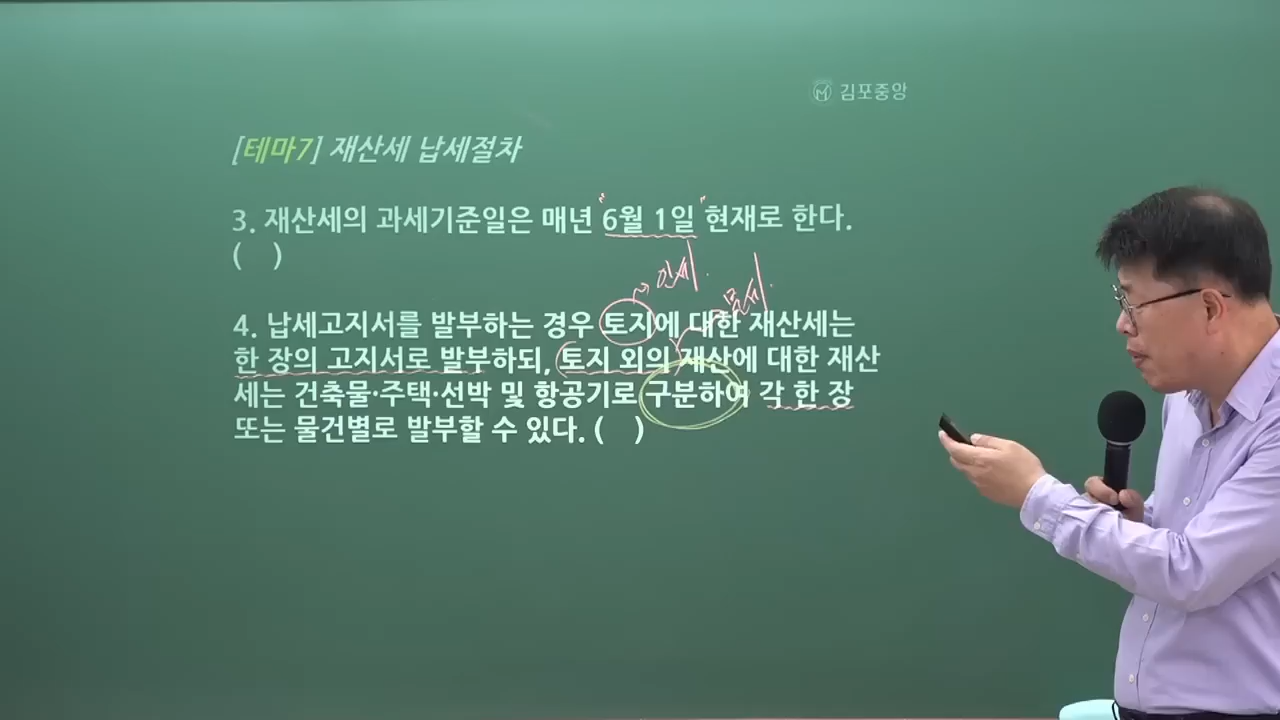 김포중앙
[테마7] 재산세 납세절차
3. 재산세의 과세기준일은 매년 "6월 1일" 현재로 한다.
( )
인세.
물세.
4. 납세고지서를 발부하는 경우 토지에 대한 재산세는
한 장의 고지서로 발부하되, 토지 외의 재산에 대한 재산
세는 건축물·주택·선박 및 항공기로 구분하여 각 한 장
또는 물건별로 발부할 수 있다. ( )